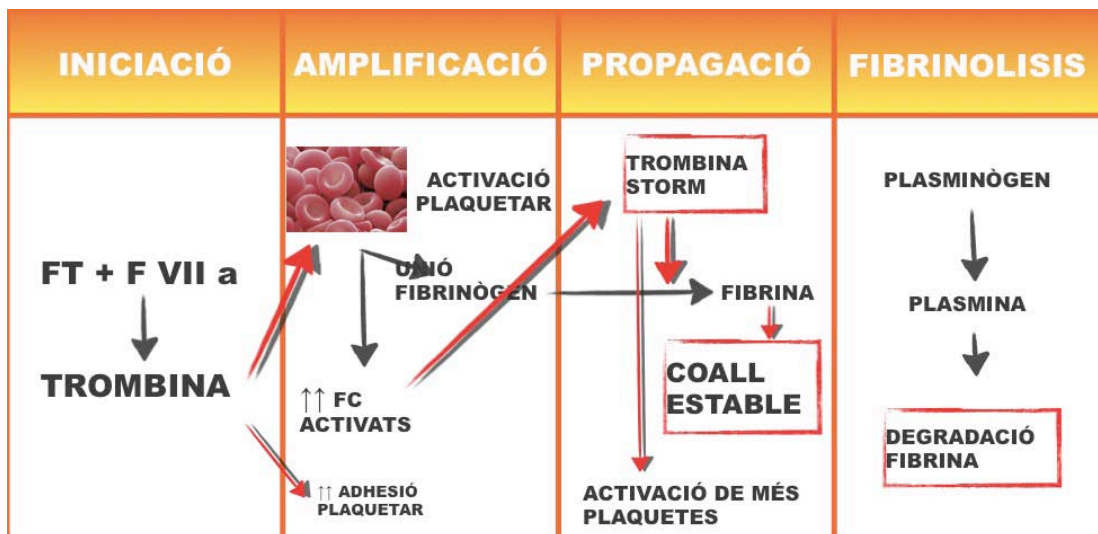 INICIACIÓ
AMPLIFICACIÓ
PROPAGACIÓ
FIBRINOLISIS
FT + F VII a
TROMBINA
ACTIVACIÓ
PLAQUETAR
UNIÓ
FIBRINÒGEN
↑↑ FC
ACTIVATS
↑↑ ADHESIÓ
PLAQUETAR
TROMBINA
STORM
FIBRINA
COALL
ESTABLE
ACTIVACIÓ DE MÉS
PLAQUETES
PLASMINÒGEN
PLASMINA
DEGRADACIÓ
FIBRINA